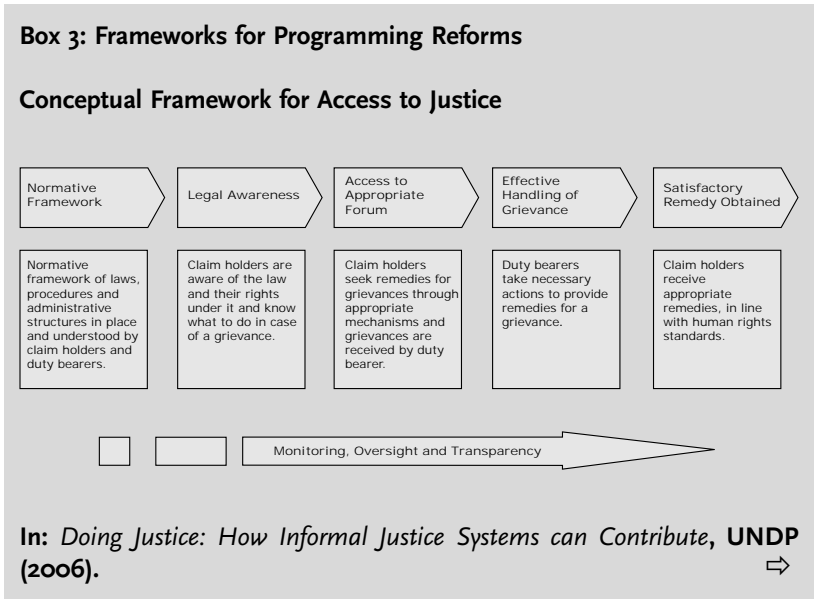 Box 3: Frameworks for Programming Reforms
Conceptual Framework for Access to Justice
Normative
Framework
Legal Awareness
Access to
Appropriate
Forum
Effective
Handling of
Grievance
Satisfactory
Remedy Obtained
Normative
framework of laws,
procedures and
administrative
structures in place
and understood by
claim holders and
duty bearers.
Claim holders are
aware of the law
and their rights
under it and know
what to do in case
of a grievance.
Claim holders
seek remedies for
grievances through
appropriate
mechanisms and
grievances are
received by duty
bearer.
Duty bearers
take necessary
actions to provide
remedies for a
grievance.
Claim holders
receive
appropriate
remedies, in line
with human rights
standards.
Monitoring, Oversight and Transparency
In: Doing Justice: How Informal Justice Systems can Contribute, UNDP
(2006). ⇨